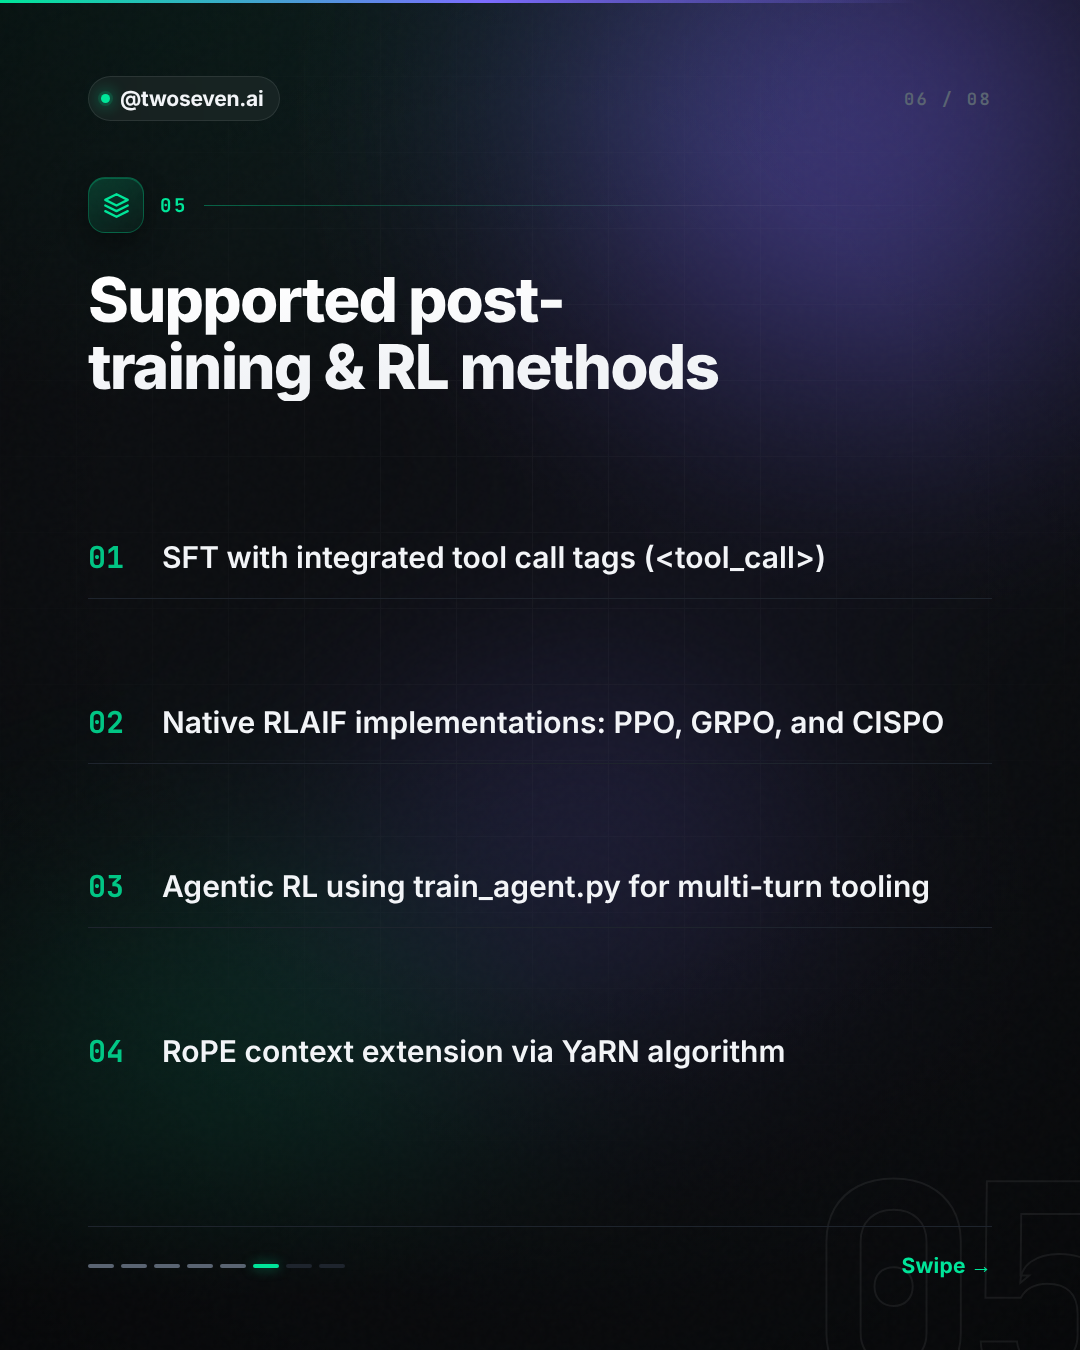 @twoseven.ai
06 / 08
05
Supported post-
training & RL methods
01 SFT with integrated tool call tags (<tool_call>)
02 Native RLAIF implementations: PPO, GRPO, and CISPO
03 Agentic RL using train_agent.py for multi-turn tooling
04 RoPE context extension via YaRN algorithm
Swipe →
05